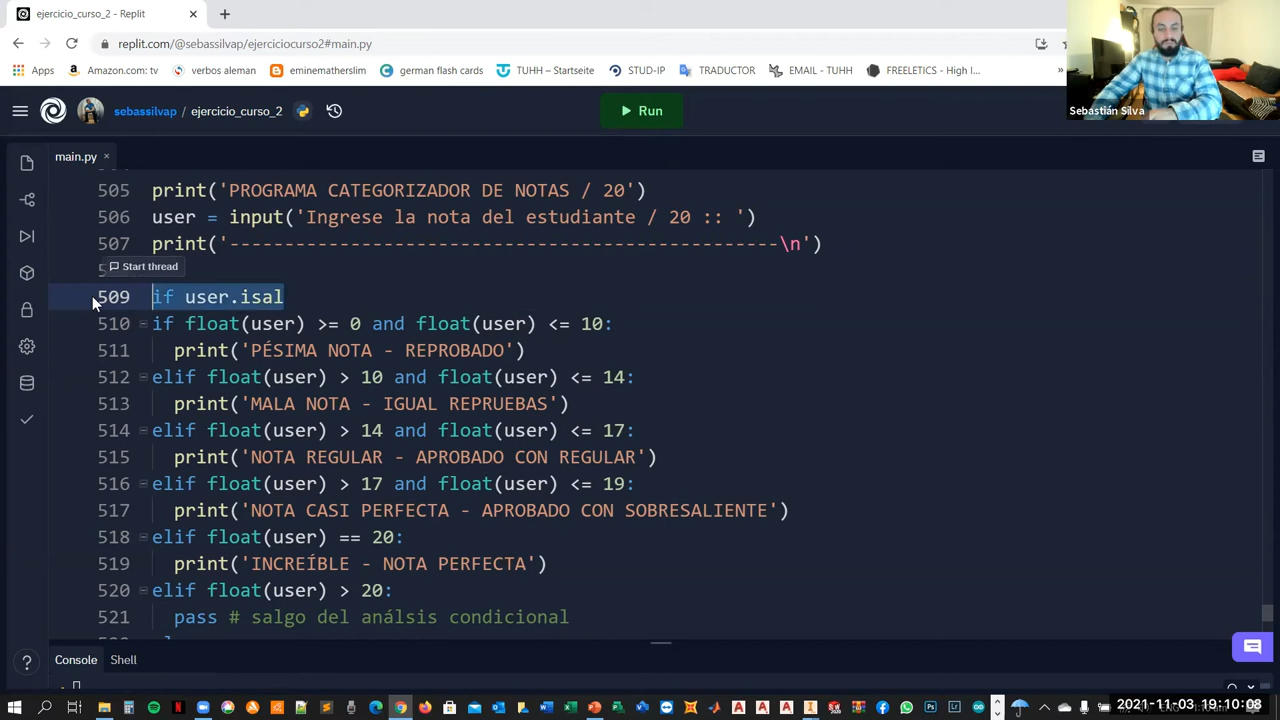 ejercicio_curso_2 - Replit
replit.com/@sebassilvap/ejerciciocurso2#main.py
Apps Amazon.com: tv verbos aleman eminemathslim german flash cards TUHH – Startseite STUD-IP TRADUCTOR EMAIL - TUHH FREELETICS - High I... »
Sebastián Silva
sebassilvap / ejercicio_curso_2 Run
main.py
505 print('PROGRAMA CATEGORIZADOR DE NOTAS / 20')
506 user = input('Ingrese la nota del estudiante / 20 :: ')
507 print('--------------------------------------------------\n')
Start thread
509 if user.isal
510 if float(user) >= 0 and float(user) <= 10:
511 print('PÉSIMA NOTA - REPROBADO')
512 elif float(user) > 10 and float(user) <= 14:
513 print('MALA NOTA - IGUAL REPRUEBAS')
514 elif float(user) > 14 and float(user) <= 17:
515 print('NOTA REGULAR - APROBADO CON REGULAR')
516 elif float(user) > 17 and float(user) <= 19:
517 print('NOTA CASI PERFECTA - APROBADO CON SOBRESALIENTE')
518 elif float(user) == 20:
519 print('INCREÍBLE - NOTA PERFECTA')
520 elif float(user) > 20:
521 pass # salgo del análsis condicional
Console Shell
2021-11-03 19:10:08